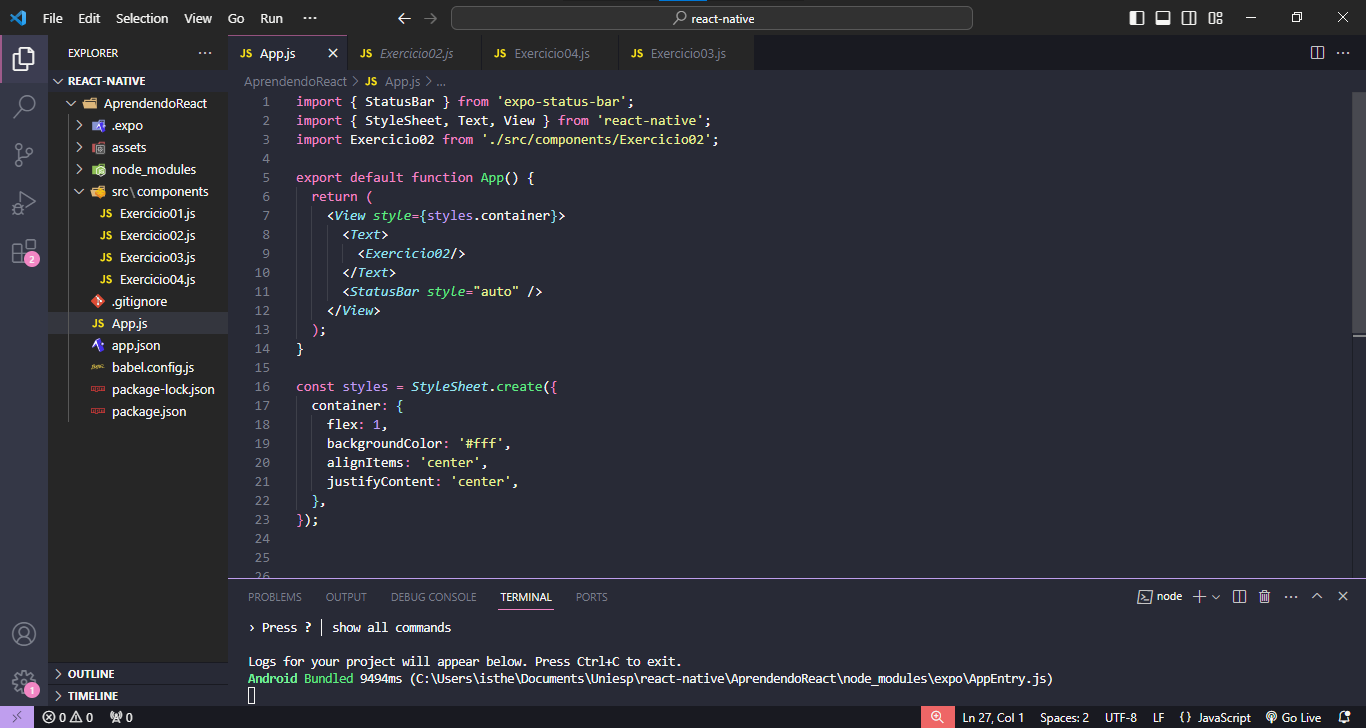 File Edit Selection View Go Run ··· react-native
EXPLORER ···
REACT-NATIVE
AprendendoReact
.expo
assets
node_modules
src\components
JS Exercicio01.js
JS Exercicio02.js
JS Exercicio03.js
JS Exercicio04.js
.gitignore
JS App.js
app.json
babel.config.js
package-lock.json
package.json
OUTLINE
TIMELINE
2
1
JS App.js JS Exercicio02.js JS Exercicio04.js JS Exercicio03.js
AprendendoReact > JS App.js > ...
1 import { StatusBar } from 'expo-status-bar';
2 import { StyleSheet, Text, View } from 'react-native';
3 import Exercicio02 from './src/components/Exercicio02';
4
5 export default function App() {
6 return (
7 <View style={styles.container}>
8 <Text>
9 <Exercicio02/>
10 </Text>
11 <StatusBar style="auto" />
12 </View>
13 );
14 }
15
16 const styles = StyleSheet.create({
17 container: {
18 flex: 1,
19 backgroundColor: '#fff',
20 alignItems: 'center',
21 justifyContent: 'center',
22 },
23 });
24
25
26
PROBLEMS OUTPUT DEBUG CONSOLE TERMINAL PORTS node
› Press ? │ show all commands
Logs for your project will appear below. Press Ctrl+C to exit.
Android Bundled 9494ms (C:\Users\isthe\Documents\Uniesp\react-native\AprendendoReact\node_modules\expo\AppEntry.js)
0 0 0 Ln 27, Col 1 Spaces: 2 UTF-8 LF {} JavaScript Go Live